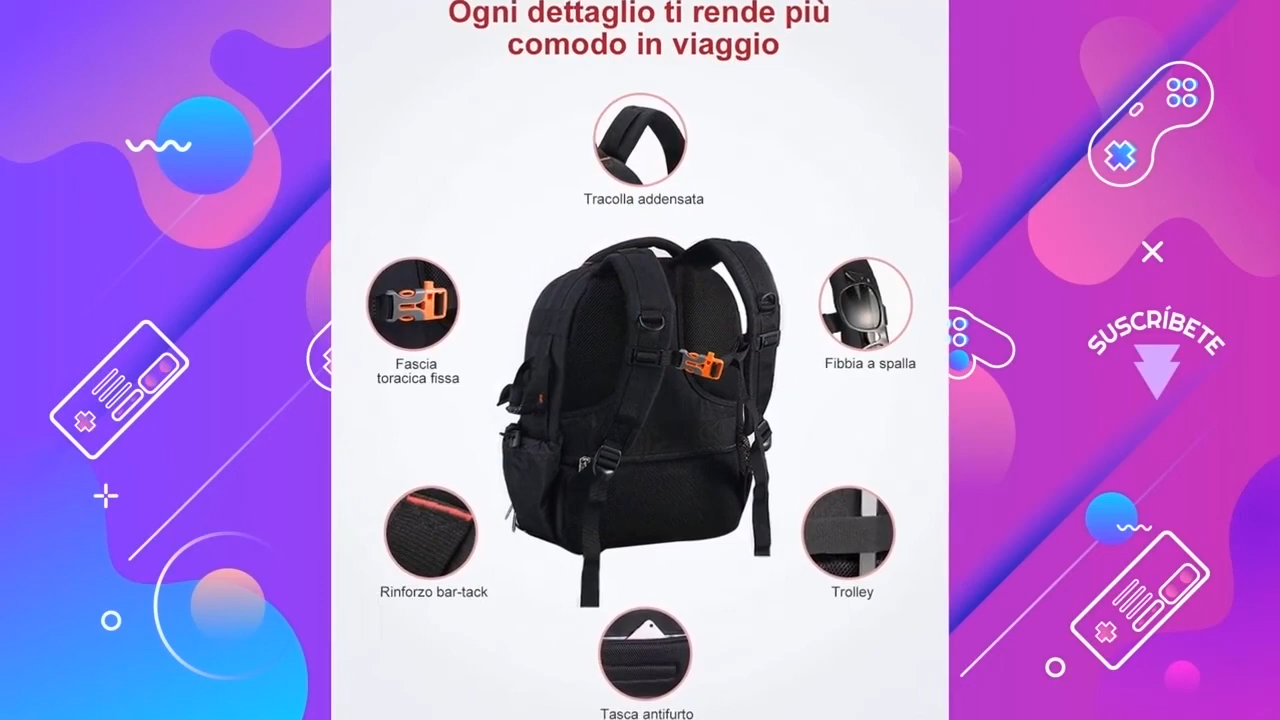 Ogni dettaglio ti rende più
comodo in viaggio
Tracolla addensata
Fascia
toracica fissa
Fibbia a spalla
SUSCRÍBETE
Rinforzo bar-tack
Trolley
Tasca antifurto